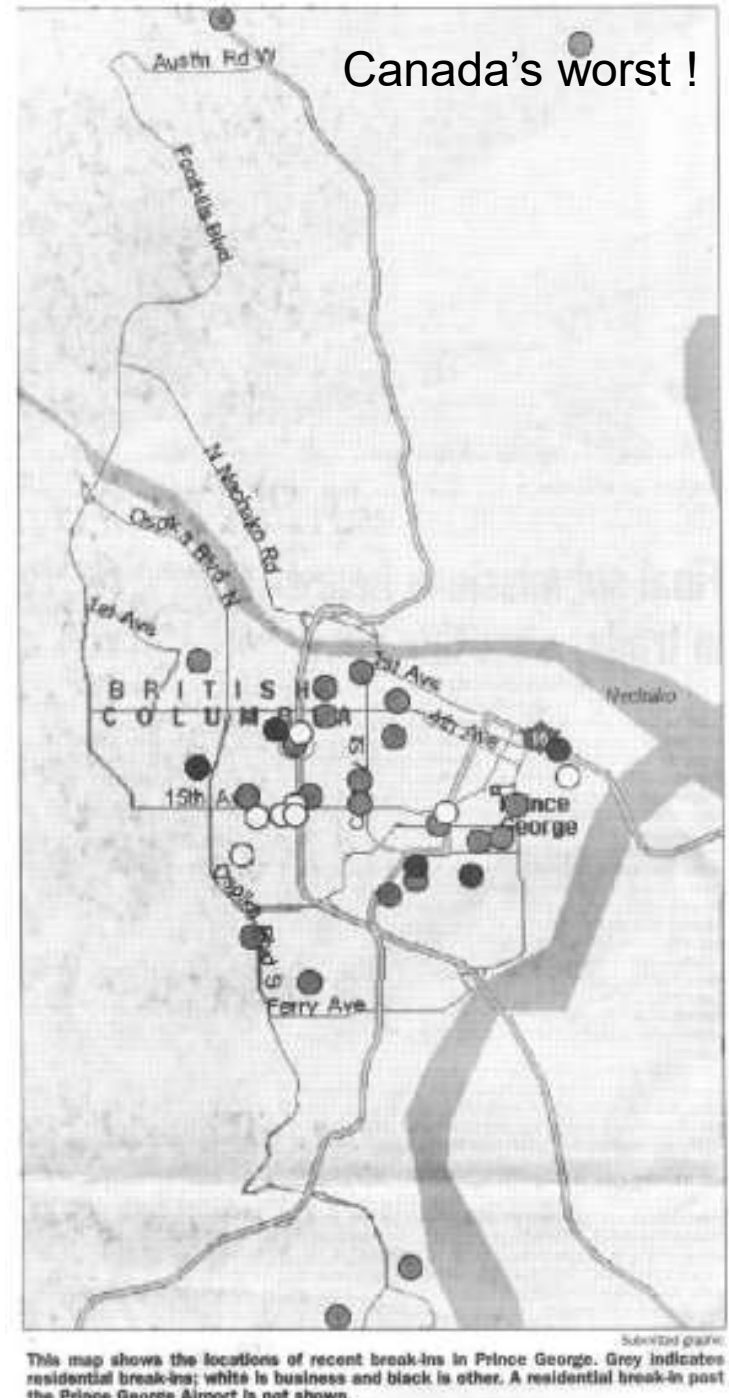 Canada's worst !
Austin Rd W
Foothills Blvd
N Nechako Rd
Ospika Blvd N
1st Ave
1st Ave
BRITISH
COLUMBIA
Nechako
4th Ave
15th A
Prince
George
Ospika Blvd S
Ferry Ave
Submitted graphic
This map shows the locations of recent break-ins in Prince George. Grey indicates
residential break-ins; white is business and black is other. A residential break-in past
the Prince George Airport is not shown.